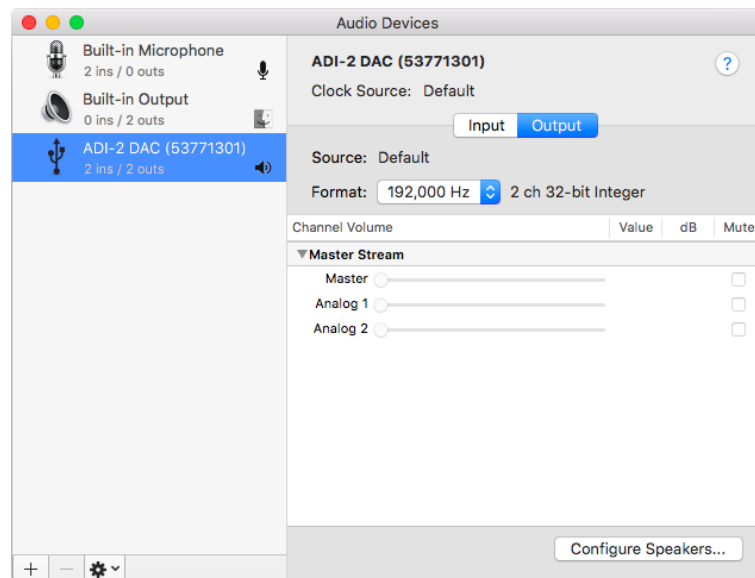 Audio Devices
Built-in Microphone
2 ins / 0 outs
Built-in Output
0 ins / 2 outs
ADI-2 DAC (53771301)
2 ins / 2 outs
ADI-2 DAC (53771301)
?
Clock Source: Default
Input Output
Source: Default
Format: 192,000 Hz 2 ch 32-bit Integer
Channel Volume Value dB Mute
Master Stream
Master
Analog 1
Analog 2
Configure Speakers...